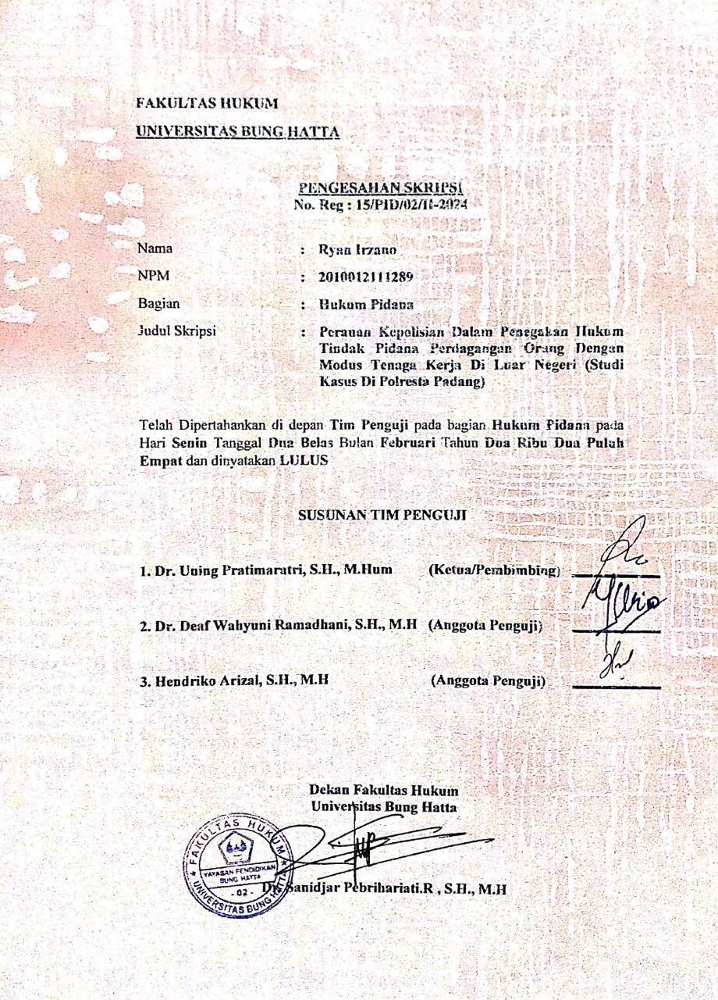 FAKULTAS HUKUM
UNIVERSITAS BUNG HATTA
PENGESAHAN SKRIPSI
No. Reg : 15/PID/02/II-2024
Nama : Ryan Irzano
NPM : 2010012111289
Bagian : Hukum Pidana
Judul Skripsi : Peranan Kepolisian Dalam Penegakan Hukum
Tindak Pidana Perdagangan Orang Dengan
Modus Tenaga Kerja Di Luar Negeri (Studi
Kasus Di Polresta Padang)
Telah Dipertahankan di depan Tim Penguji pada bagian Hukum Pidana pada
Hari Senin Tanggal Dua Belas Bulan Februari Tahun Dua Ribu Dua Puluh
Empat dan dinyatakan LULUS
SUSUNAN TIM PENGUJI
1. Dr. Uning Pratimaratri, S.H., M.Hum (Ketua/Pembimbing)
2. Dr. Deaf Wahyuni Ramadhani, S.H., M.H (Anggota Penguji)
3. Hendriko Arizal, S.H., M.H (Anggota Penguji)
Dekan Fakultas Hukum
Universitas Bung Hatta
FAKULTAS HUKUM
YAYASAN PENDIDIKAN
BUNG HATTA
- 02 -
UNIVERSITAS BUNG HATTA
Sanidjar Pebrihariati.R , S.H., M.H